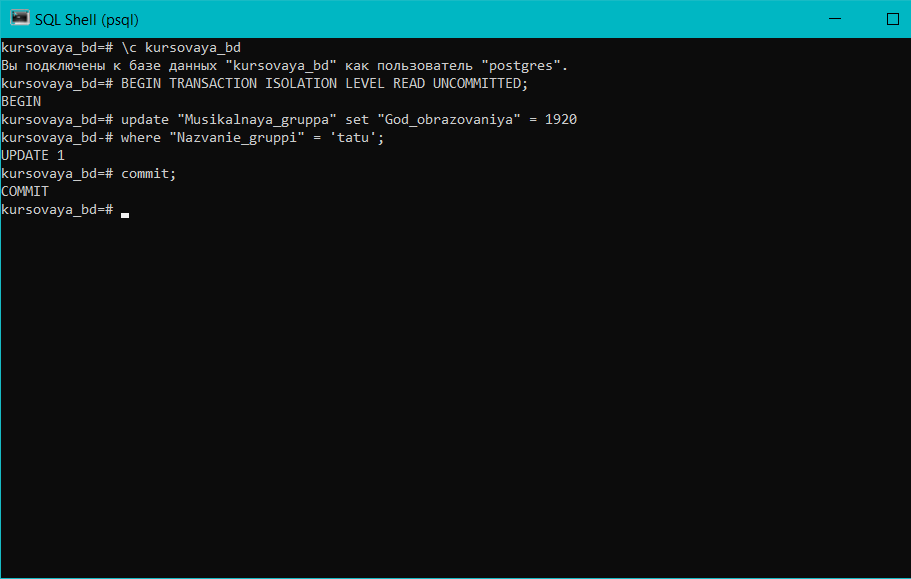 SQL Shell (psql)
kursovaya_bd=# \c kursovaya_bd
Вы подключены к базе данных "kursovaya_bd" как пользователь "postgres".
kursovaya_bd=# BEGIN TRANSACTION ISOLATION LEVEL READ UNCOMMITTED;
BEGIN
kursovaya_bd=# update "Musikalnaya_gruppa" set "God_obrazovaniya" = 1920
kursovaya_bd-# where "Nazvanie_gruppi" = 'tatu';
UPDATE 1
kursovaya_bd=# commit;
COMMIT
kursovaya_bd=#